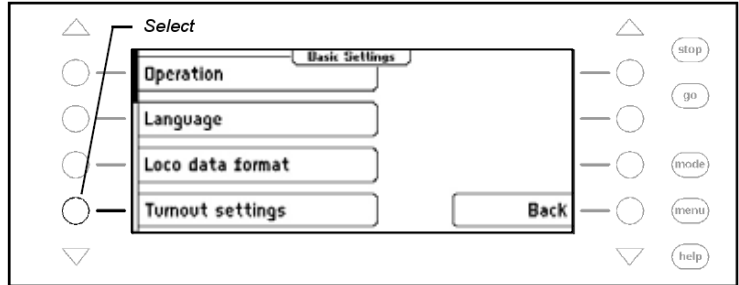 Select
Basic Settings
stop
Operation
go
Language
Loco data format
mode
Turnout settings
Back
menu
help